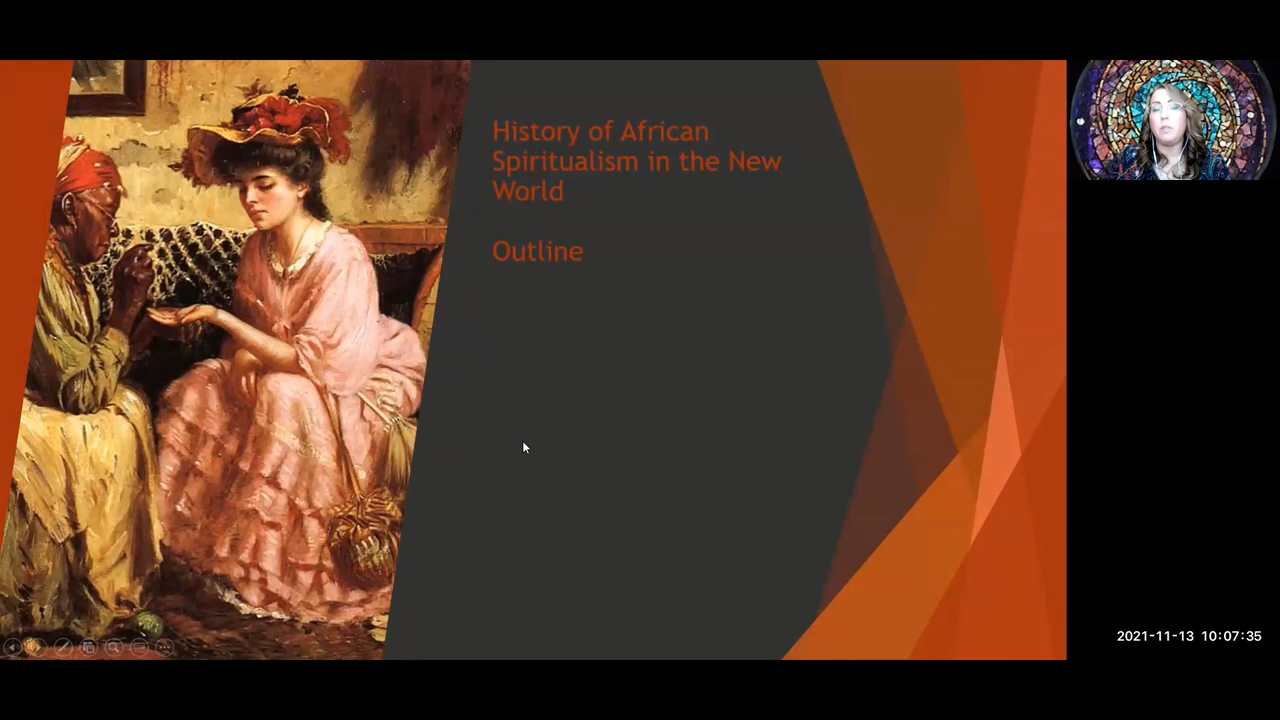 History of African
Spiritualism in the New
World
Outline
2021-11-13 10:07:35